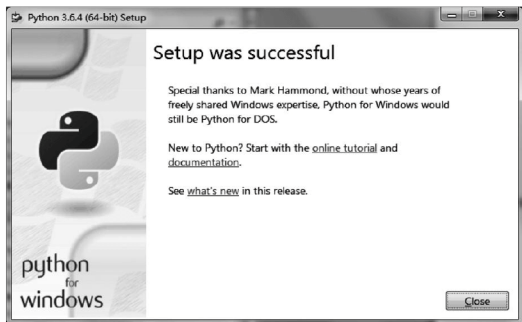 Python 3.6.4 (64-bit) Setup
Setup was successful
Special thanks to Mark Hammond, without whose years of
freely shared Windows expertise, Python for Windows would
still be Python for DOS.
New to Python? Start with the online tutorial and
documentation.
See what's new in this release.
python
for
windows
Close